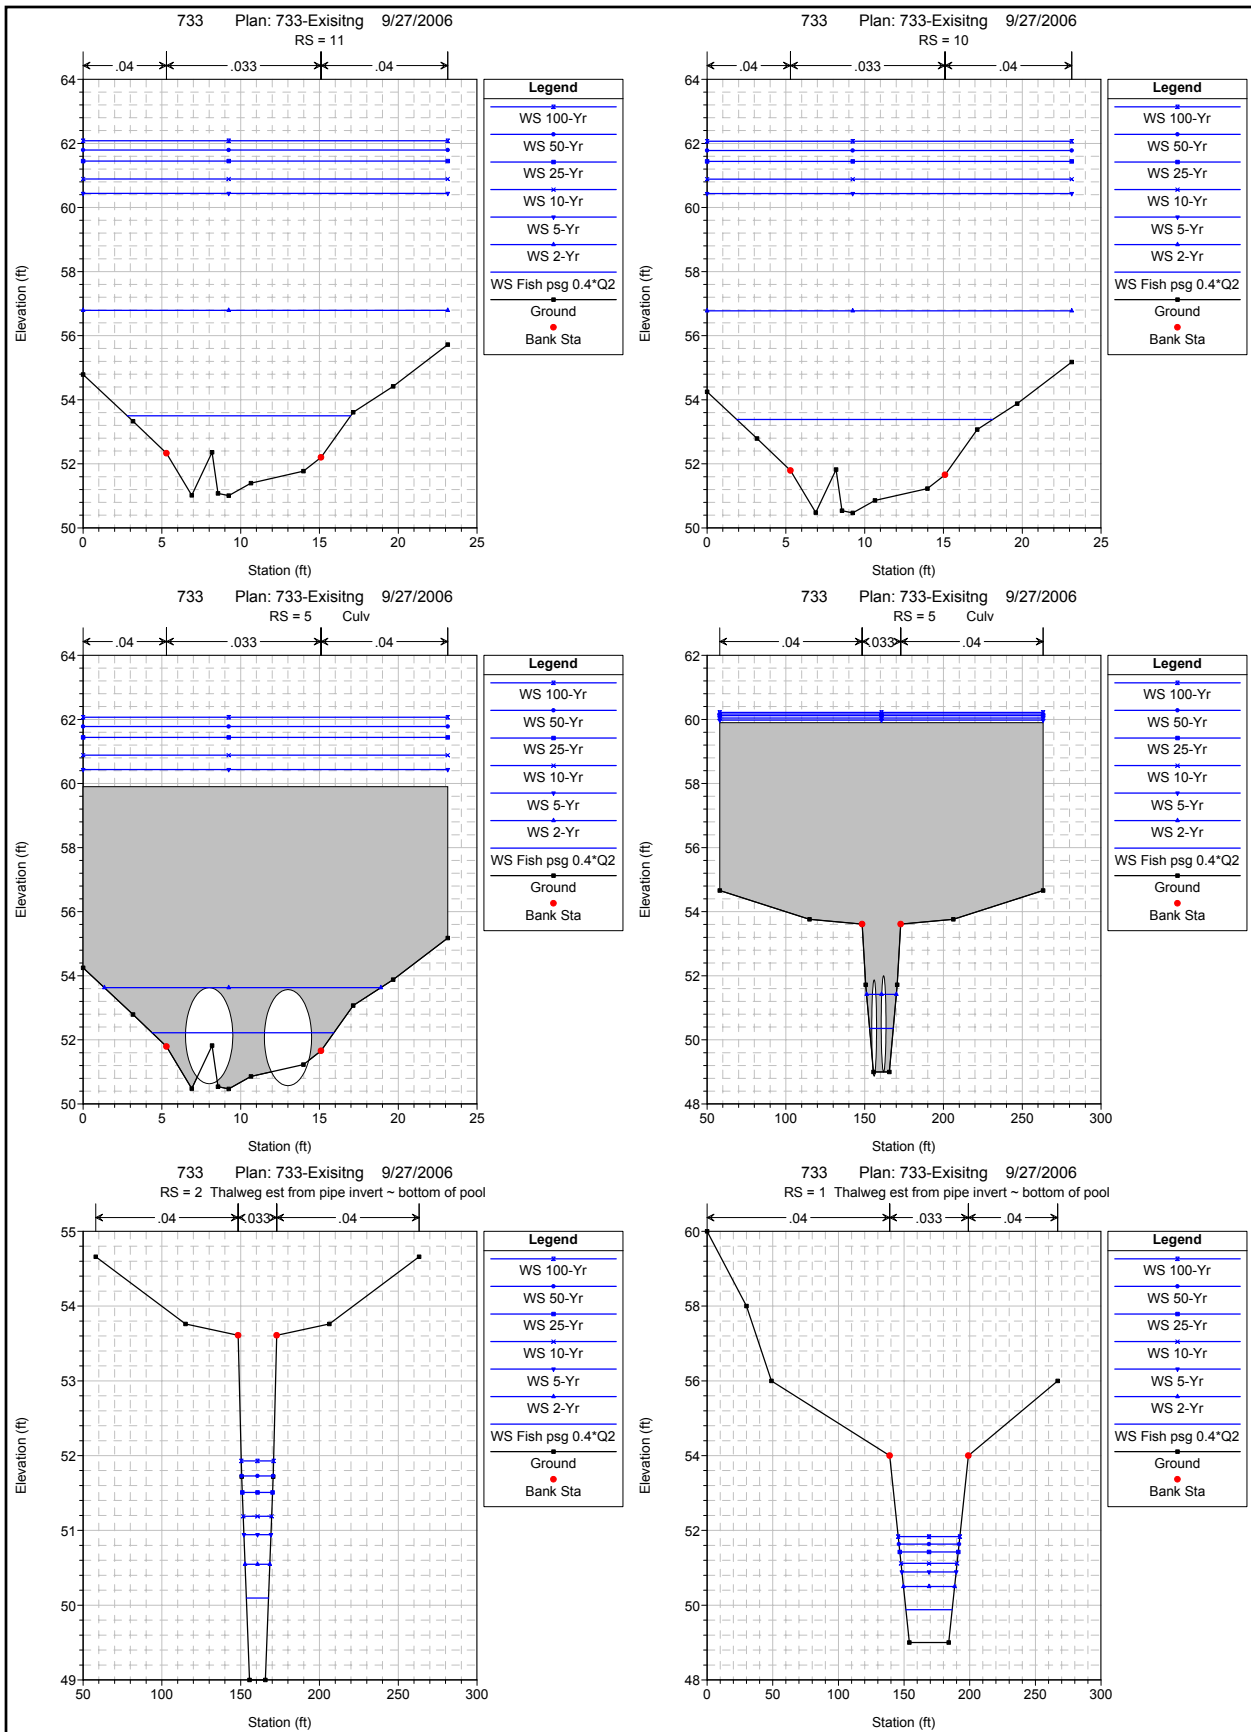 733 Plan: 733-Exisitng 9/27/2006
RS = 11
.04 .033 .04
64
62
60
58
56
54
52
50
0 5 10 15 20 25
Elevation (ft)
Station (ft)
Legend
WS 100-Yr
WS 50-Yr
WS 25-Yr
WS 10-Yr
WS 5-Yr
WS 2-Yr
WS Fish psg 0.4*Q2
Ground
Bank Sta
733 Plan: 733-Exisitng 9/27/2006
RS = 10
.04 .033 .04
64
62
60
58
56
54
52
50
0 5 10 15 20 25
Elevation (ft)
Station (ft)
Legend
WS 100-Yr
WS 50-Yr
WS 25-Yr
WS 10-Yr
WS 5-Yr
WS 2-Yr
WS Fish psg 0.4*Q2
Ground
Bank Sta
733 Plan: 733-Exisitng 9/27/2006
RS = 5 Culv
.04 .033 .04
64
62
60
58
56
54
52
50
0 5 10 15 20 25
Elevation (ft)
Station (ft)
Legend
WS 100-Yr
WS 50-Yr
WS 25-Yr
WS 10-Yr
WS 5-Yr
WS 2-Yr
WS Fish psg 0.4*Q2
Ground
Bank Sta
733 Plan: 733-Exisitng 9/27/2006
RS = 5 Culv
.04 .033 .04
62
60
58
56
54
52
50
48
50 100 150 200 250 300
Elevation (ft)
Station (ft)
Legend
WS 100-Yr
WS 50-Yr
WS 25-Yr
WS 10-Yr
WS 5-Yr
WS 2-Yr
WS Fish psg 0.4*Q2
Ground
Bank Sta
733 Plan: 733-Exisitng 9/27/2006
RS = 2 Thalweg est from pipe invert ~ bottom of pool
.04 .033 .04
55
54
53
52
51
50
49
50 100 150 200 250 300
Elevation (ft)
Station (ft)
Legend
WS 100-Yr
WS 50-Yr
WS 25-Yr
WS 10-Yr
WS 5-Yr
WS 2-Yr
WS Fish psg 0.4*Q2
Ground
Bank Sta
733 Plan: 733-Exisitng 9/27/2006
RS = 1 Thalweg est from pipe invert ~ bottom of pool
.04 .033 .04
60
58
56
54
52
50
48
0 50 100 150 200 250 300
Elevation (ft)
Station (ft)
Legend
WS 100-Yr
WS 50-Yr
WS 25-Yr
WS 10-Yr
WS 5-Yr
WS 2-Yr
WS Fish psg 0.4*Q2
Ground
Bank Sta